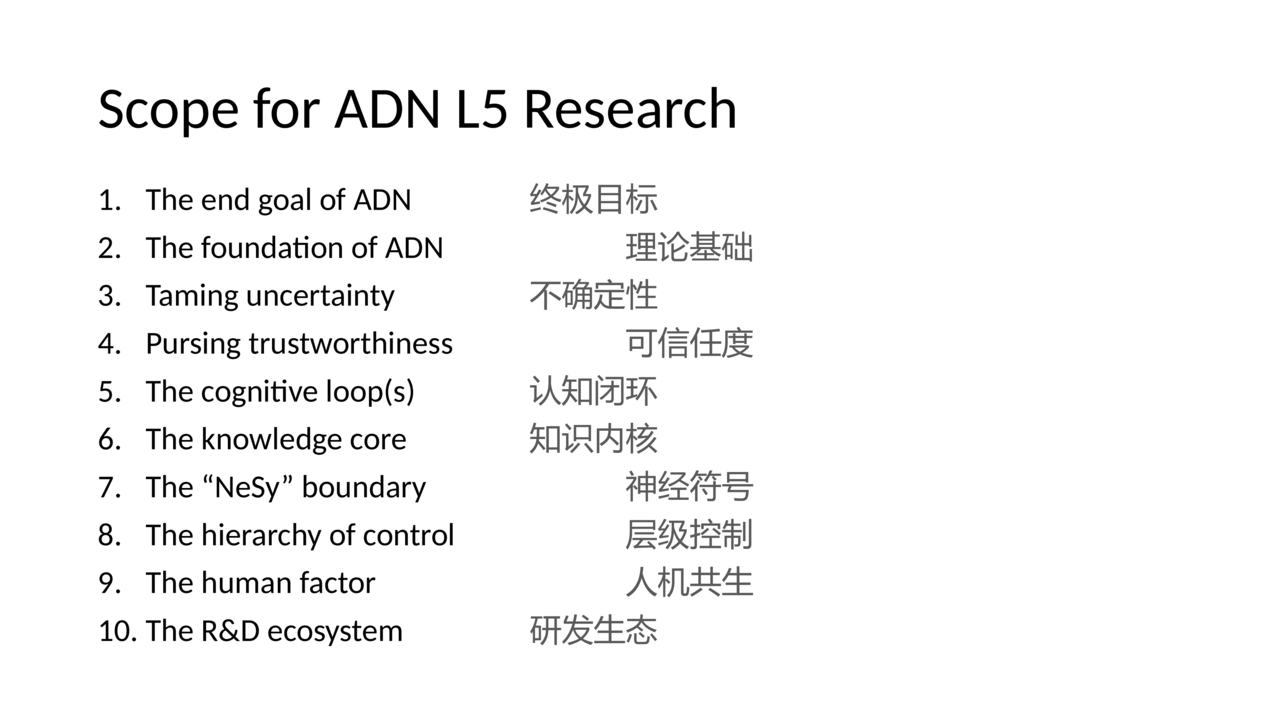 Scope for ADN L5 Research
1. The end goal of ADN 终极目标
2. The foundation of ADN 理论基础
3. Taming uncertainty 不确定性
4. Pursing trustworthiness 可信任度
5. The cognitive loop(s) 认知闭环
6. The knowledge core 知识内核
7. The “NeSy” boundary 神经符号
8. The hierarchy of control 层级控制
9. The human factor 人机共生
10. The R&D ecosystem 研发生态